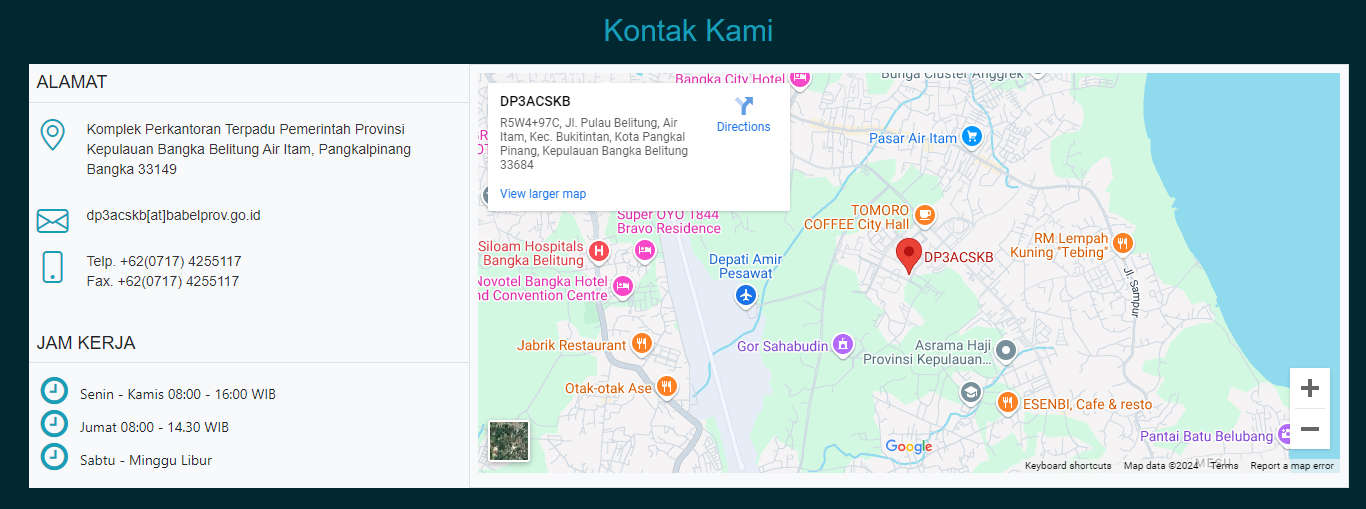 Kontak Kami
ALAMAT
Komplek Perkantoran Terpadu Pemerintah Provinsi
Kepulauan Bangka Belitung Air Itam, Pangkalpinang
Bangka 33149
dp3acskb[at]babelprov.go.id
Telp. +62(0717) 4255117
Fax. +62(0717) 4255117
JAM KERJA
Senin - Kamis 08:00 - 16:00 WIB
Jumat 08:00 - 14.30 WIB
Sabtu - Minggu Libur
DP3ACSKB
R5W4+97C, Jl. Pulau Belitung, Air
Itam, Kec. Bukitintan, Kota Pangkal
Pinang, Kepulauan Bangka Belitung
33684
Directions
View larger map
Bangka City Hotel
Bunga Cluster Anggrek
Pasar Air Itam
TOMORO
COFFEE City Hall
Super OYO 1844
Bravo Residence
Siloam Hospitals
Bangka Belitung
H
Depati Amir
Pesawat
DP3ACSKB
RM Lempah
Kuning "Tebing"
Jl. Sampur
Novotel Bangka Hotel
nd Convention Centre
Jabrik Restaurant
Gor Sahabudin
Asrama Haji
Provinsi Kepulauan...
Otak-otak Ase
ESENBI, Cafe & resto
Pantai Batu Belubang
Google
Keyboard shortcuts
Map data ©2024
Terms
Report a map error